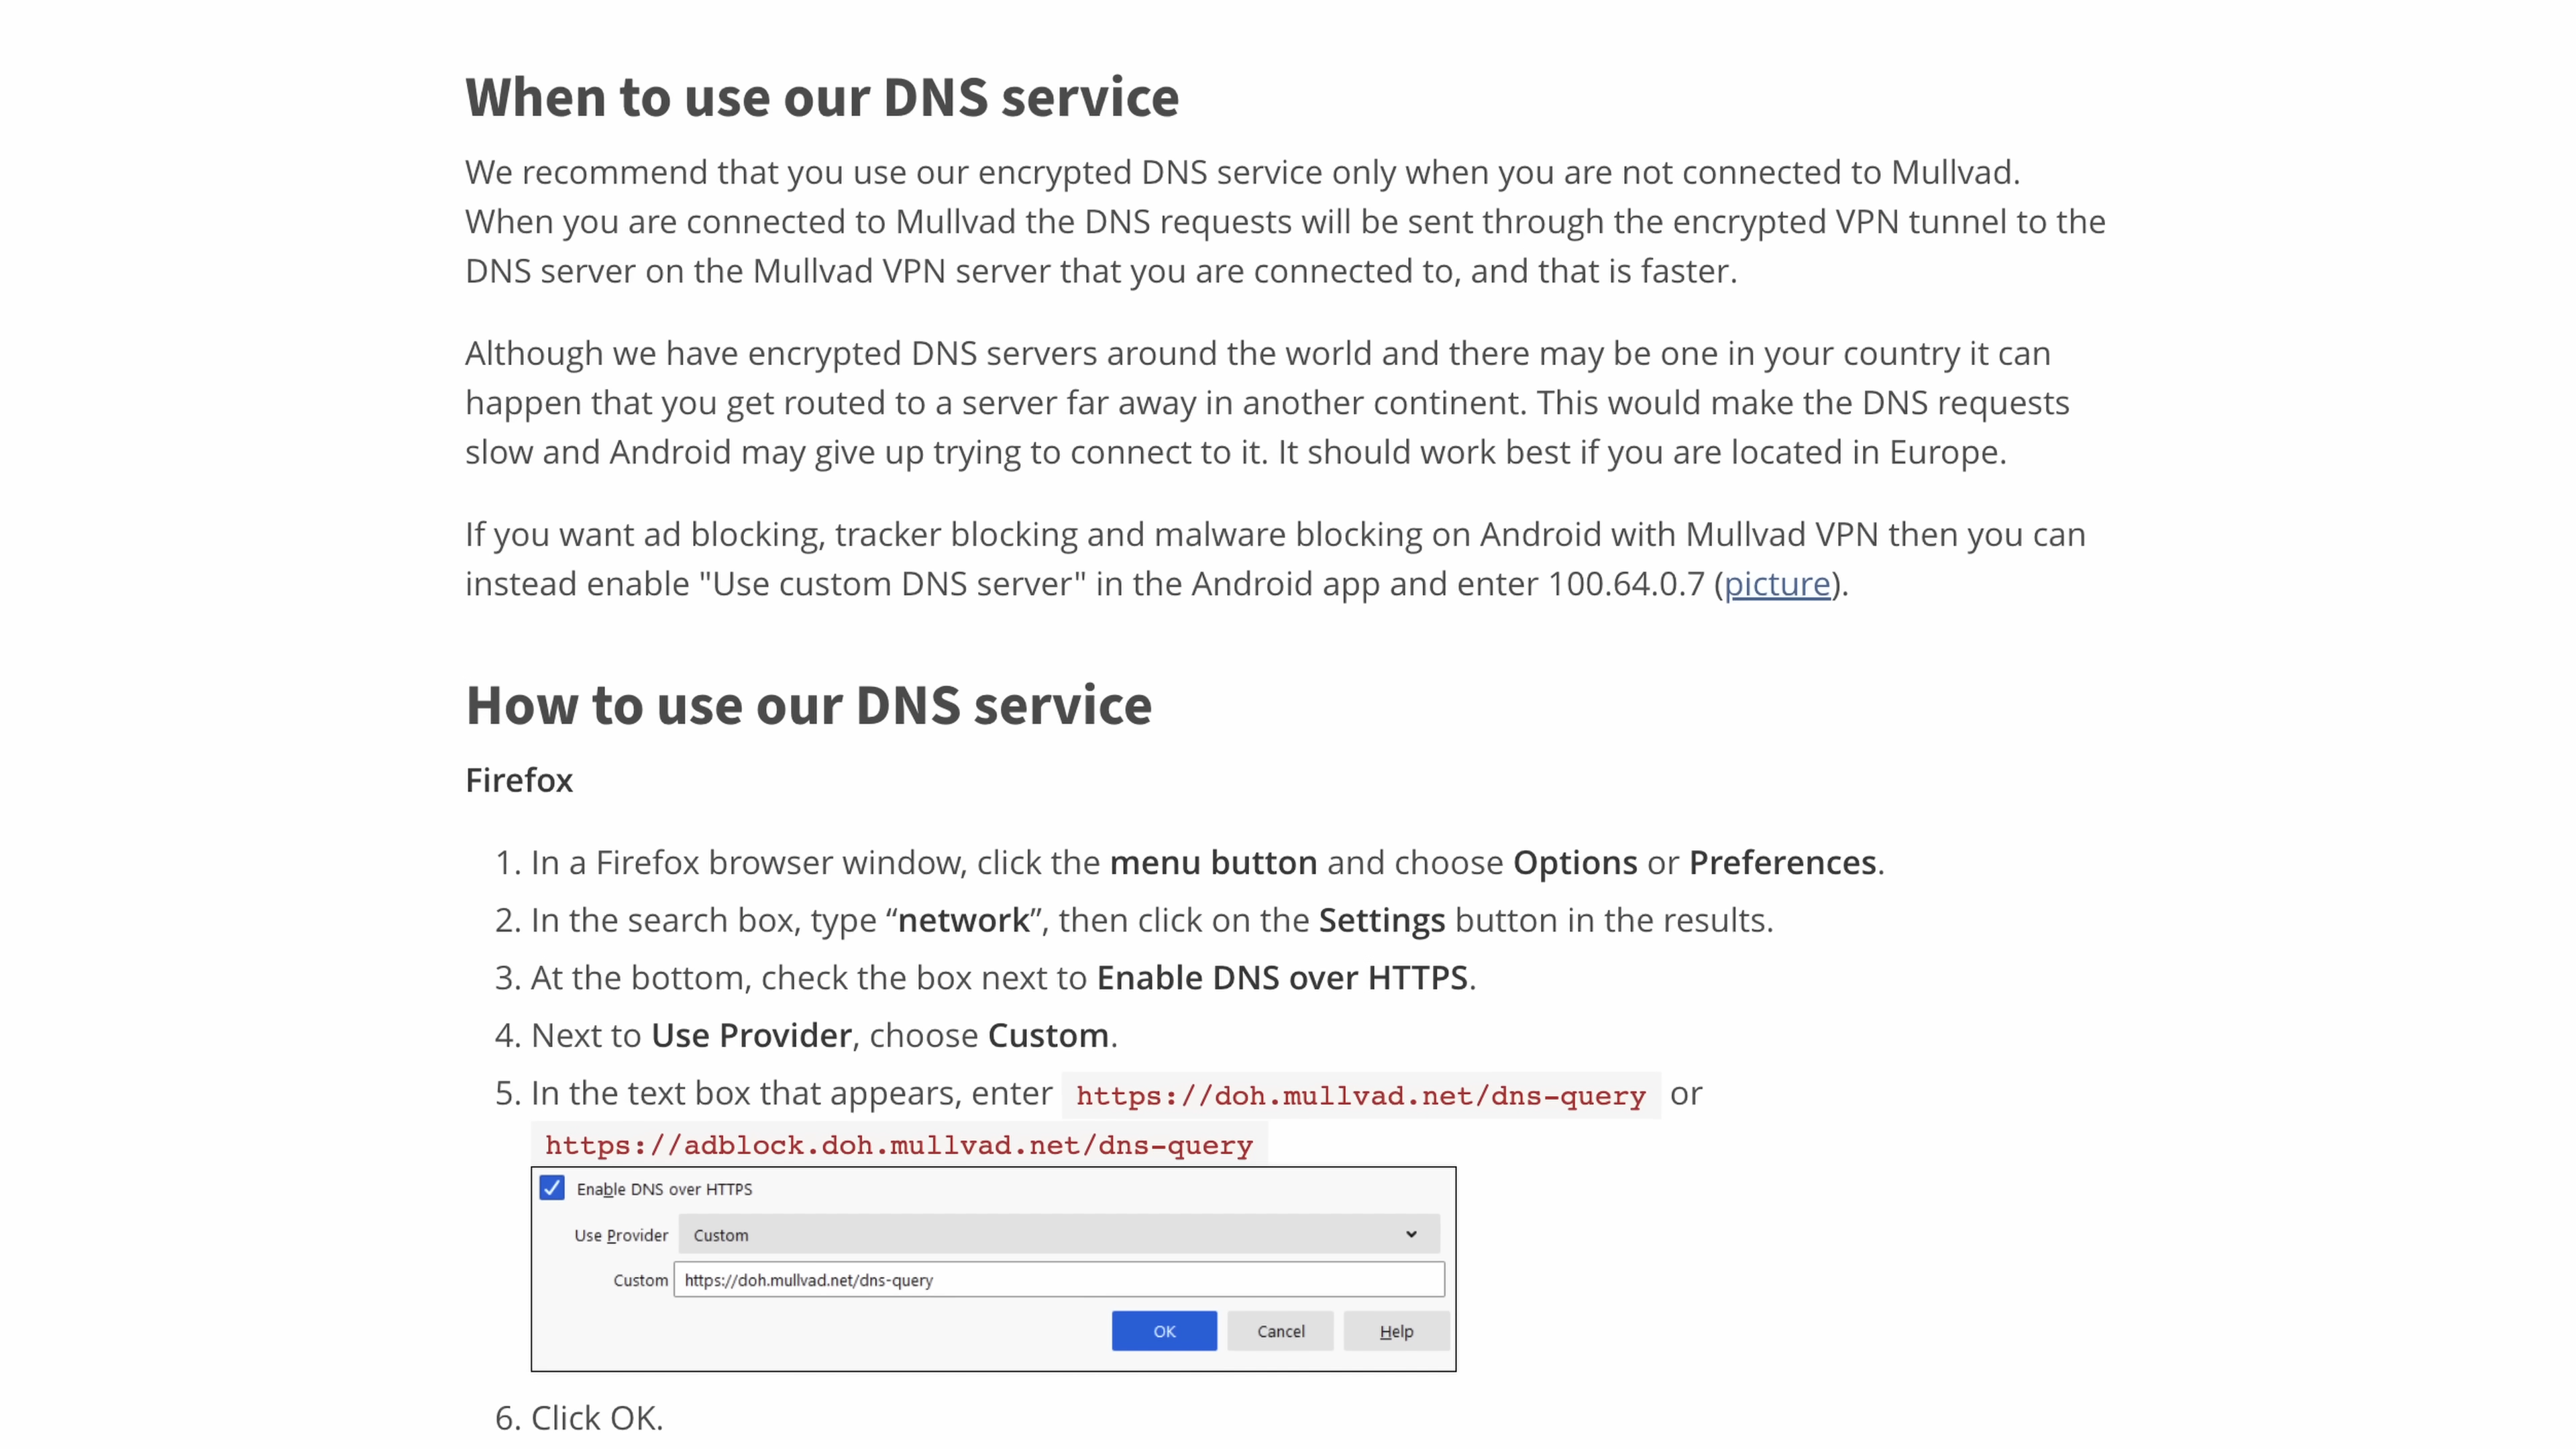 When to use our DNS service
We recommend that you use our encrypted DNS service only when you are not connected to Mullvad.
When you are connected to Mullvad the DNS requests will be sent through the encrypted VPN tunnel to the
DNS server on the Mullvad VPN server that you are connected to, and that is faster.
Although we have encrypted DNS servers around the world and there may be one in your country it can
happen that you get routed to a server far away in another continent. This would make the DNS requests
slow and Android may give up trying to connect to it. It should work best if you are located in Europe.
If you want ad blocking, tracker blocking and malware blocking on Android with Mullvad VPN then you can
instead enable "Use custom DNS server" in the Android app and enter 100.64.0.7 (picture).
How to use our DNS service
Firefox
1. In a Firefox browser window, click the menu button and choose Options or Preferences.
2. In the search box, type “network”, then click on the Settings button in the results.
3. At the bottom, check the box next to Enable DNS over HTTPS.
4. Next to Use Provider, choose Custom.
5. In the text box that appears, enter https://doh.mullvad.net/dns-query or
https://adblock.doh.mullvad.net/dns-query
Enable DNS over HTTPS
Use Provider Custom
Custom https://doh.mullvad.net/dns-query
OK Cancel Help
6. Click OK.